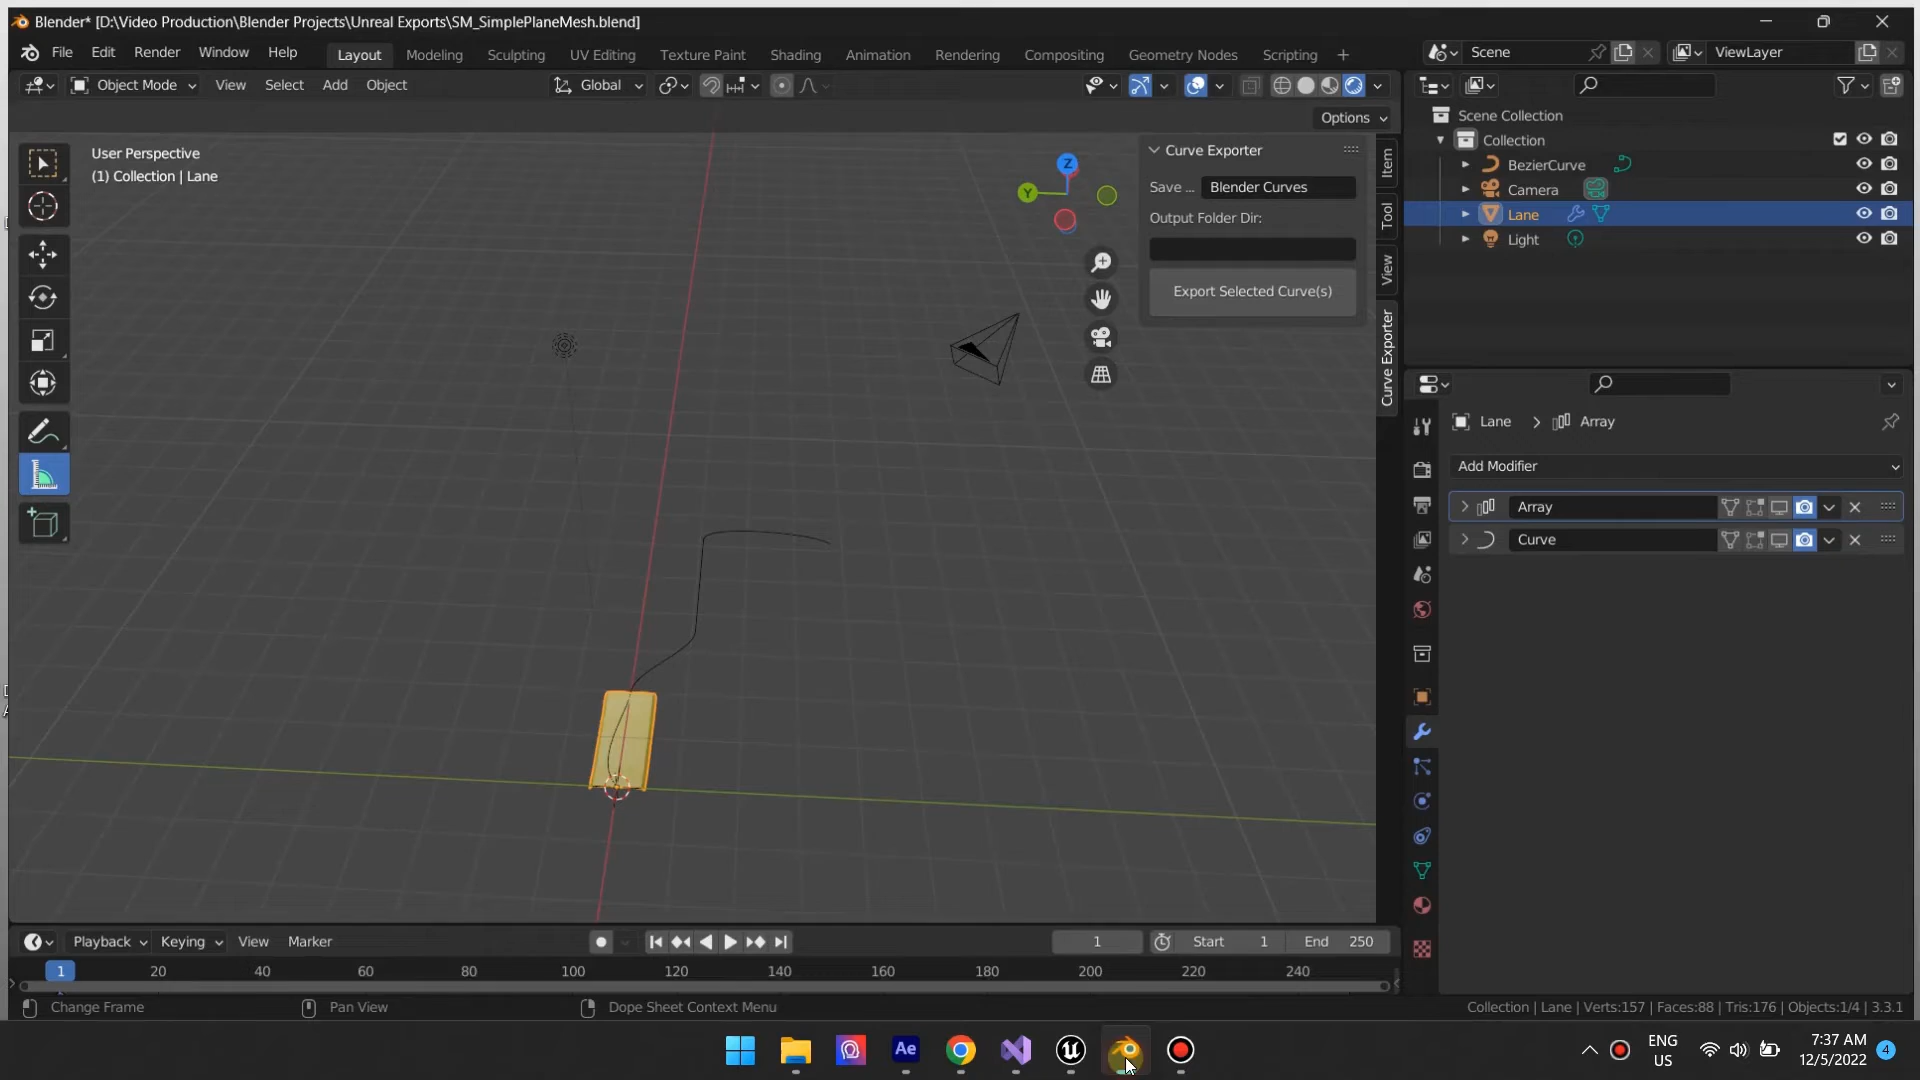 Blender* [D:\Video Production\Blender Projects\Unreal Exports\SM_SimplePlaneMesh.blend]
File Edit Render Window Help Layout Modeling Sculpting UV Editing Texture Paint Shading Animation Rendering Compositing Geometry Nodes Scripting + Scene ViewLayer
Object Mode View Select Add Object Global
Options
User Perspective
(1) Collection | Lane
Z
Y
Curve Exporter
Save ... Blender Curves
Output Folder Dir:
Export Selected Curve(s)
Item
Tool
View
Curve Exporter
Scene Collection
Collection
BezierCurve
Camera
Lane
Light
Lane > Array
Add Modifier
Array
Curve
Playback Keying View Marker 1 Start 1 End 250
1 20 40 60 80 100 120 140 160 180 200 220 240
Change Frame Pan View Dope Sheet Context Menu Collection | Lane | Verts:157 | Faces:88 | Tris:176 | Objects:1/4 | 3.3.1
Ae
ENG
US
7:37 AM
12/5/2022
4